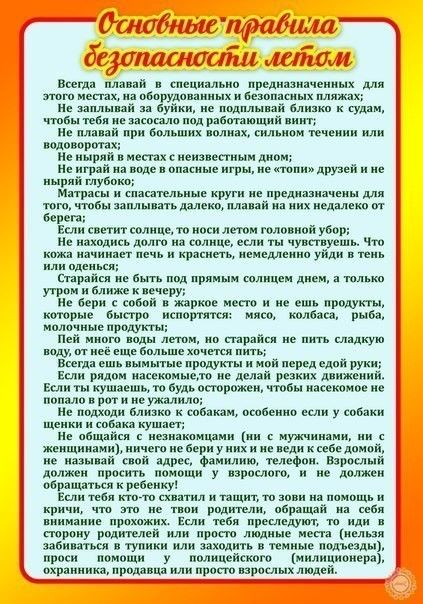 Основные правила
безопасности летом
Всегда плавай в специально предназначенных для
этого местах, на оборудованных и безопасных пляжах;
Не заплывай за буйки, не подплывай близко к судам,
чтобы тебя не засосало под работающий винт;
Не плавай при больших волнах, сильном течении или
водоворотах;
Не ныряй в местах с неизвестным дном;
Не играй на воде в опасные игры, не «топи» друзей и не
ныряй глубоко;
Матрасы и спасательные круги не предназначены для
того, чтобы заплывать далеко, плавай на них недалеко от
берега;
Если светит солнце, то носи летом головной убор;
Не находись долго на солнце, если ты чувствуешь. Что
кожа начинает печь и краснеть, немедленно уйди в тень
или оденься;
Старайся не быть под прямым солнцем днем, а только
утром и ближе к вечеру;
Не бери с собой в жаркое место и не ешь продукты,
которые быстро испортятся: мясо, колбаса, рыба,
молочные продукты;
Пей много воды летом, но старайся не пить сладкую
воду, от неё еще больше хочется пить;
Всегда ешь вымытые продукты и мой перед едой руки;
Если рядом насекомые,то не делай резких движений.
Если ты кушаешь, то будь осторожен, чтобы насекомое не
попало в рот и не ужалило;
Не подходи близко к собакам, особенно если у собаки
щенки и собака кушает;
Не общайся с незнакомцами (ни с мужчинами, ни с
женщинами), ничего не бери у них и не веди к себе домой,
не называй свой адрес, фамилию, телефон. Взрослый
должен просить помощи у взрослого, и не должен
обращаться к ребенку!
Если тебя кто-то схватил и тащит, то зови на помощь и
кричи, что это не твои родители, обращай на себя
внимание прохожих. Если тебя преследуют, то иди в
сторону родителей или просто людные места (нельзя
забиваться в тупики или заходить в темные подъезды),
проси помощи у полицейского (милиционера),
охранника, продавца или просто взрослых людей.